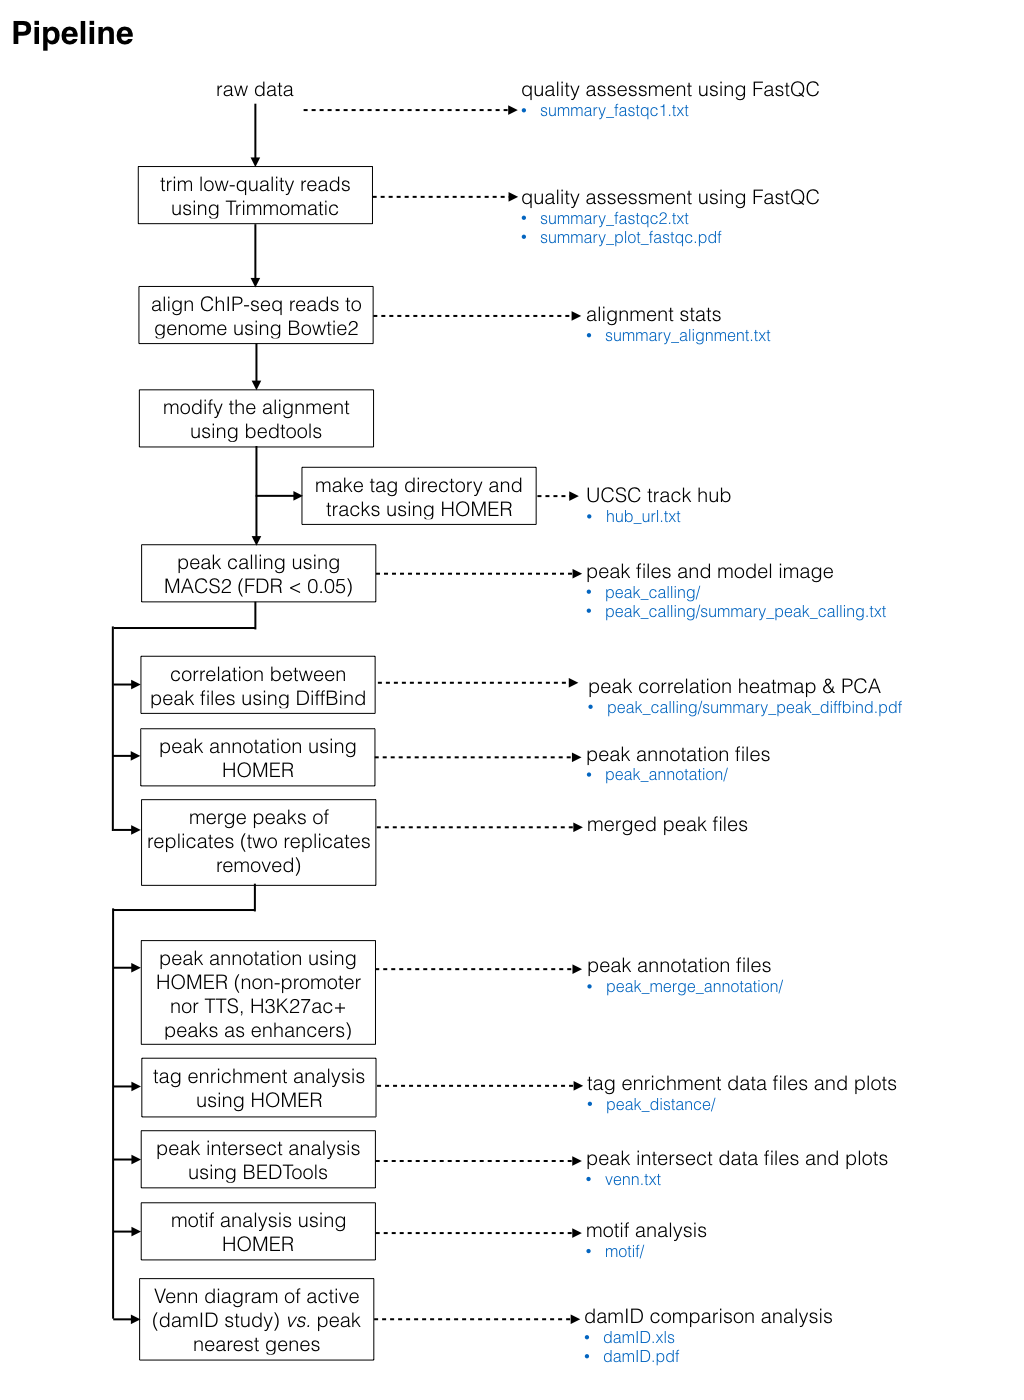 Pipeline
raw data
quality assessment using FastQC
• summary_fastqc1.txt
trim low-quality reads
using Trimmomatic
quality assessment using FastQC
• summary_fastqc2.txt
• summary_plot_fastqc.pdf
align ChIP-seq reads to
genome using Bowtie2
alignment stats
• summary_alignment.txt
modify the alignment
using bedtools
make tag directory and
tracks using HOMER
UCSC track hub
• hub_url.txt
peak calling using
MACS2 (FDR < 0.05)
peak files and model image
• peak_calling/
• peak_calling/summary_peak_calling.txt
correlation between
peak files using DiffBind
peak correlation heatmap & PCA
• peak_calling/summary_peak_diffbind.pdf
peak annotation using
HOMER
peak annotation files
• peak_annotation/
merge peaks of
replicates (two replicates
removed)
merged peak files
peak annotation using
HOMER (non-promoter
nor TTS, H3K27ac+
peaks as enhancers)
peak annotation files
• peak_merge_annotation/
tag enrichment analysis
using HOMER
tag enrichment data files and plots
• peak_distance/
peak intersect analysis
using BEDTools
peak intersect data files and plots
• venn.txt
motif analysis using
HOMER
motif analysis
• motif/
Venn diagram of active
(damID study) vs. peak
nearest genes
damID comparison analysis
• damID.xls
• damID.pdf